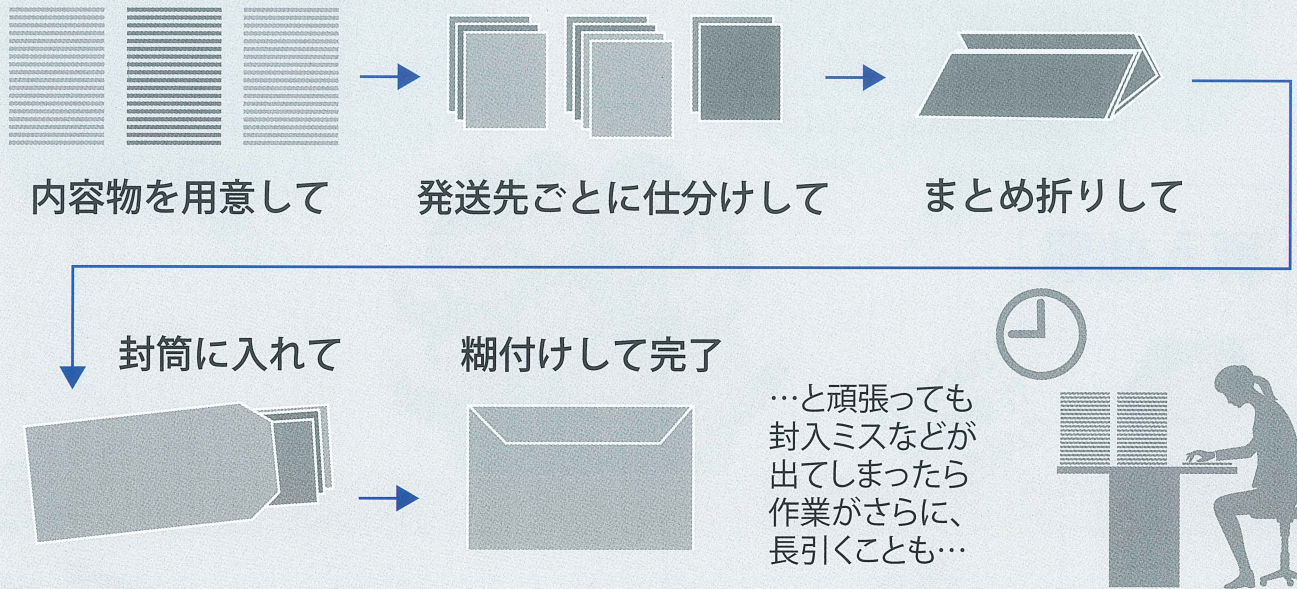 内容物を用意して
発送先ごとに仕分けして
まとめ折りして
封筒に入れて
糊付けして完了
…と頑張っても
封入ミスなどが
出てしまったら
作業がさらに、
長引くことも…